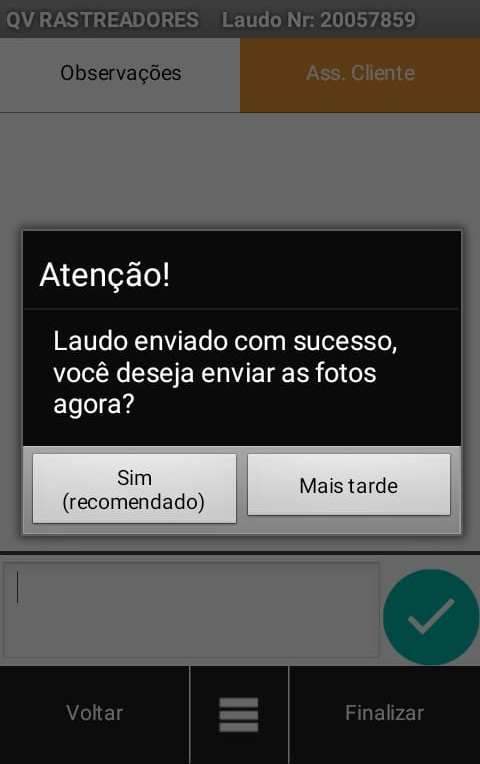 QV RASTREADORES Laudo Nr: 20057859
Observações Ass. Cliente
Atenção!
Laudo enviado com sucesso,
você deseja enviar as fotos
agora?
Sim
(recomendado)
Mais tarde
Voltar Finalizar